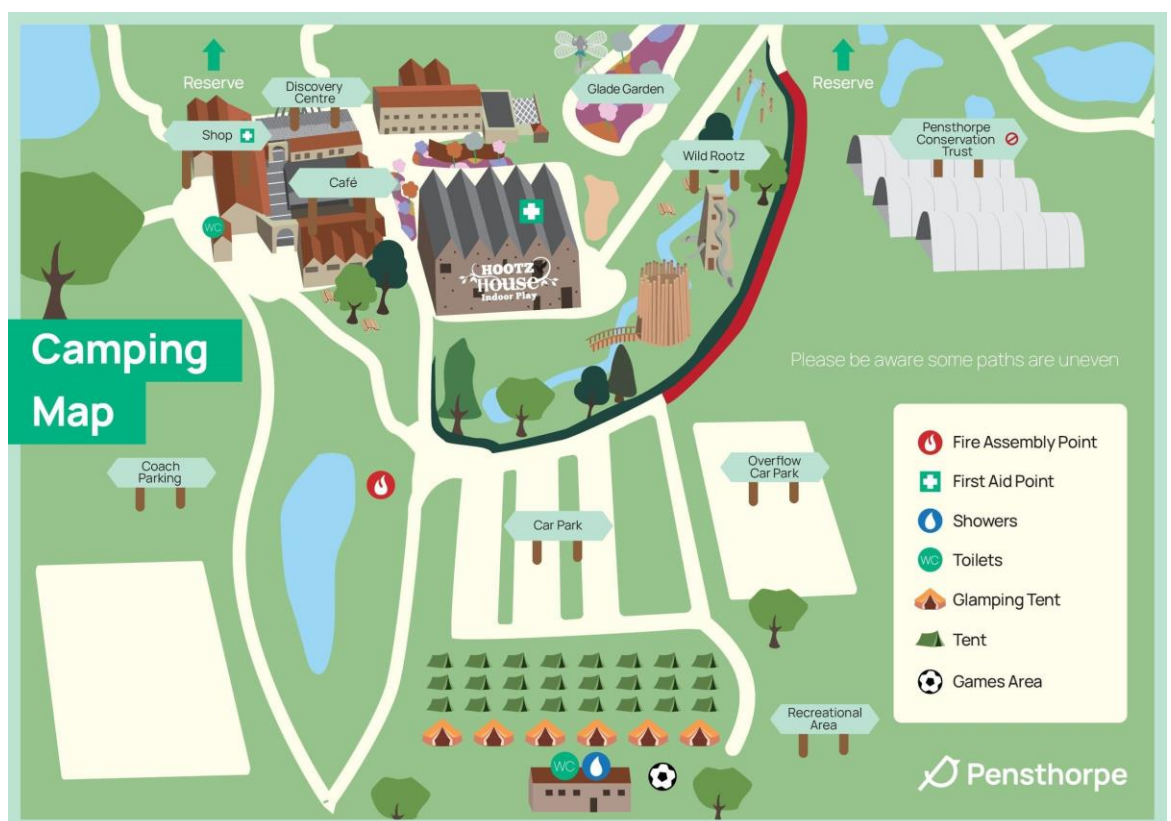 Reserve
Reserve
Discovery
Centre
Glade Garden
Shop
Pensthorpe
Conservation
Trust
Wild Rootz
Café
WC
HOOTZ
HOUSE
Indoor Play
Camping
Map
Please be aware some paths are uneven
Coach
Parking
Overflow
Car Park
Car Park
Fire Assembly Point
First Aid Point
Showers
WC
Toilets
Glamping Tent
Tent
Games Area
Recreational
Area
WC
Pensthorpe